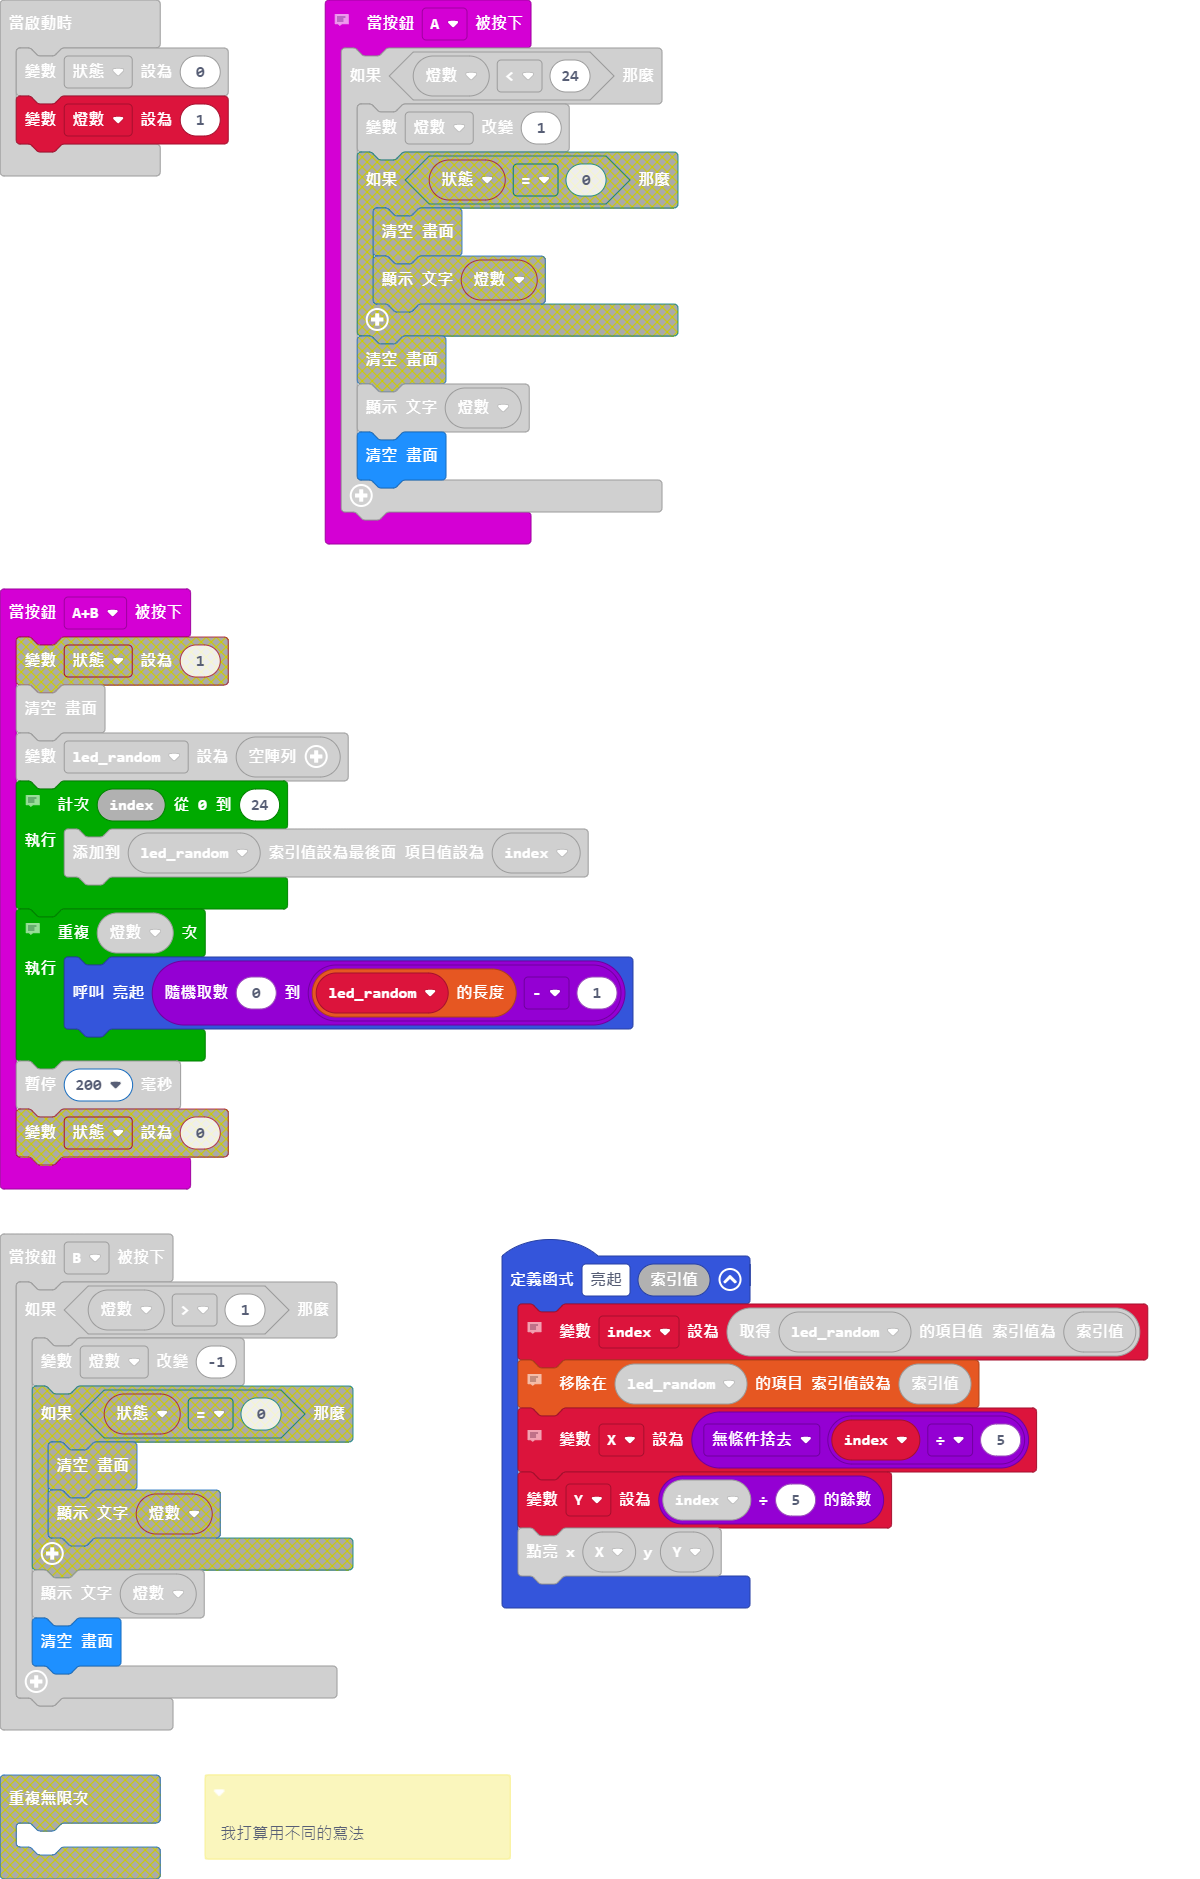 當啟動時
變數 狀態 設為 0
變數 燈數 設為 1
當按鈕 A 被按下
如果 燈數 < 24 那麼
變數 燈數 改變 1
如果 狀態 = 0 那麼
清空 畫面
顯示 文字 燈數
清空 畫面
顯示 文字 燈數
清空 畫面
當按鈕 A+B 被按下
變數 狀態 設為 1
清空 畫面
變數 led_random 設為 空陣列
計次 index 從 0 到 24
執行 添加到 led_random 索引值設為最後面 項目值設為 index
重複 燈數 次
執行 呼叫 亮起 隨機取數 0 到 led_random 的長度 - 1
暫停 200 毫秒
變數 狀態 設為 0
當按鈕 B 被按下
如果 燈數 > 1 那麼
變數 燈數 改變 -1
如果 狀態 = 0 那麼
清空 畫面
顯示 文字 燈數
顯示 文字 燈數
清空 畫面
定義函式 亮起 索引值
變數 index 設為 取得 led_random 的項目值 索引值為 索引值
移除在 led_random 的項目 索引值設為 索引值
變數 X 設為 無條件捨去 index ÷ 5
變數 Y 設為 index ÷ 5 的餘數
點亮 x X y Y
重複無限次
我打算用不同的寫法